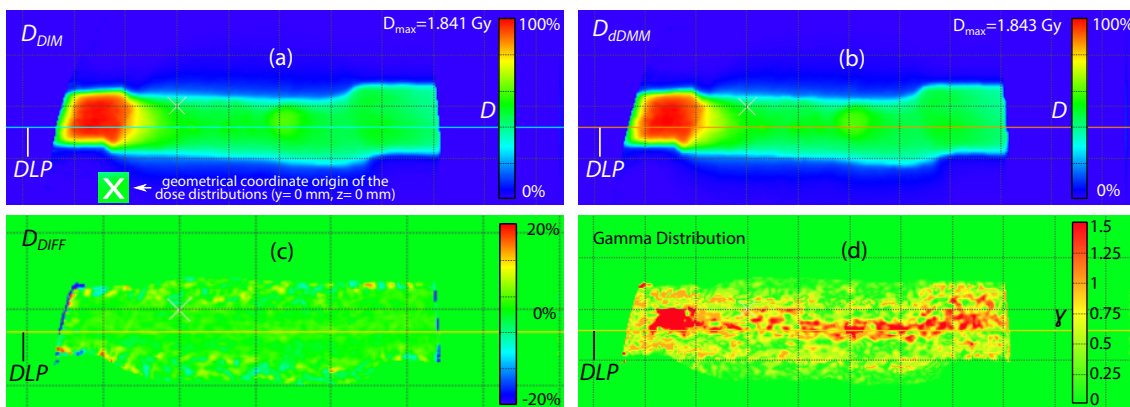 D_DIM
(a)
D_max=1.841 Gy
100%
D
DLP
0%
X
geometrical coordinate origin of the
dose distributions (y= 0 mm, z= 0 mm)
D_dDMM
(b)
D_max=1.843 Gy
100%
D
DLP
0%
D_DIFF
(c)
20%
0%
-20%
DLP
Gamma Distribution
(d)
1.5
1.25
1
0.75
0.5
0.25
0
γ
DLP